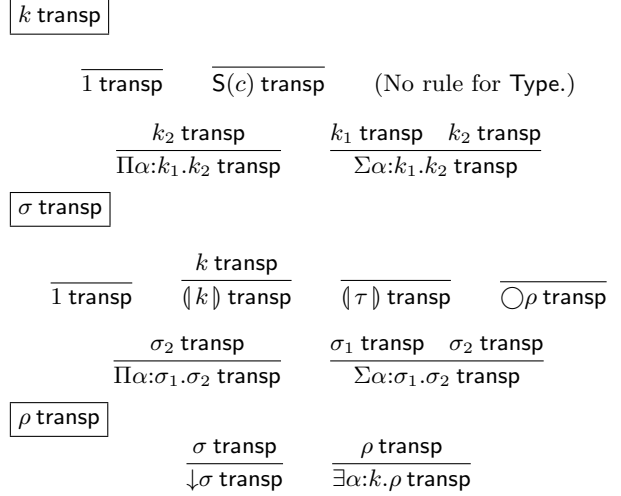 k transp
1 transp   S(c) transp   (No rule for Type.)
k₂ transp   k₁ transp   k₂ transp
Πα:k₁.k₂ transp   Σα:k₁.k₂ transp
σ transp
k transp
1 transp   ⦇k⦈ transp   ⦇τ⦈ transp   ◯ρ transp
σ₂ transp   σ₁ transp   σ₂ transp
Πα:σ₁.σ₂ transp   Σα:σ₁.σ₂ transp
ρ transp
σ transp   ρ transp
↓σ transp   ∃α:k.ρ transp